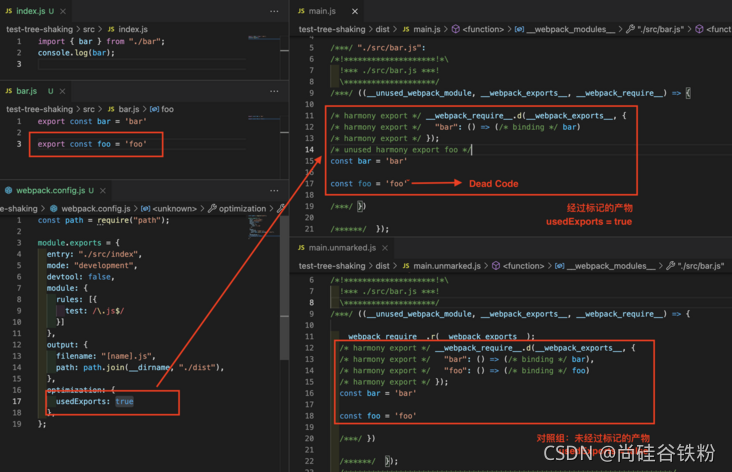 index.js U
test-tree-shaking > src > index.js
1 import { bar } from "./bar";
2 console.log(bar);
3
bar.js U
test-tree-shaking > src > bar.js > foo
1 export const bar = 'bar'
2
3 export const foo = 'foo'
webpack.config.js U
e-shaking > webpack.config.js > <unknown> > optimization >
1 const path = require("path");
2
3 module.exports = {
4 entry: "./src/index",
5 mode: "development",
6 devtool: false,
7 module: {
8 rules: [{
9 test: /\.js$/
10 }]
11 },
12 output: {
13 filename: "[name].js",
14 path: path.join(__dirname, "./dist"),
15 },
16 optimization: {
17 usedExports: true
18 },
19 };
main.js
test-tree-shaking > dist > main.js > <function> > __webpack_modules__ > "./src/bar.js" > <func
5 /***/ "./src/bar.js":
6 /*!********************!*\
7 !*** ./src/bar.js ***!
8 \********************/
9 /***/ ((__unused_webpack_module, __webpack_exports__, __webpack_require__) => {
10
11 /* harmony export */ __webpack_require__.d(__webpack_exports__, {
12 /* harmony export */ "bar": () => (/* binding */ bar)
13 /* harmony export */ });
14 /* unused harmony export foo */
15 const bar = 'bar'
16
17 const foo = 'foo'
Dead Code
18
19 /***/ })
经过标记的产物
20
usedExports = true
21 /******/ });
main.unmarked.js
test-tree-shaking > dist > main.unmarked.js > <function> > __webpack_modules__ > "./src/bar.js"
6 /*!********************!*\
7 !*** ./src/bar.js ***!
8 \********************/
9 /***/ ((__unused_webpack_module, __webpack_exports__, __webpack_require__) => {
10
11 __webpack_require__.r(__webpack_exports__);
12 /* harmony export */ __webpack_require__.d(__webpack_exports__, {
13 /* harmony export */ "bar": () => (/* binding */ bar),
14 /* harmony export */ "foo": () => (/* binding */ foo)
15 /* harmony export */ });
16 const bar = 'bar'
17
18 const foo = 'foo'
19
20 /***/ })
对照组：未经过标记的产物
21
22 /******/ });
CSDN @尚硅谷铁粉